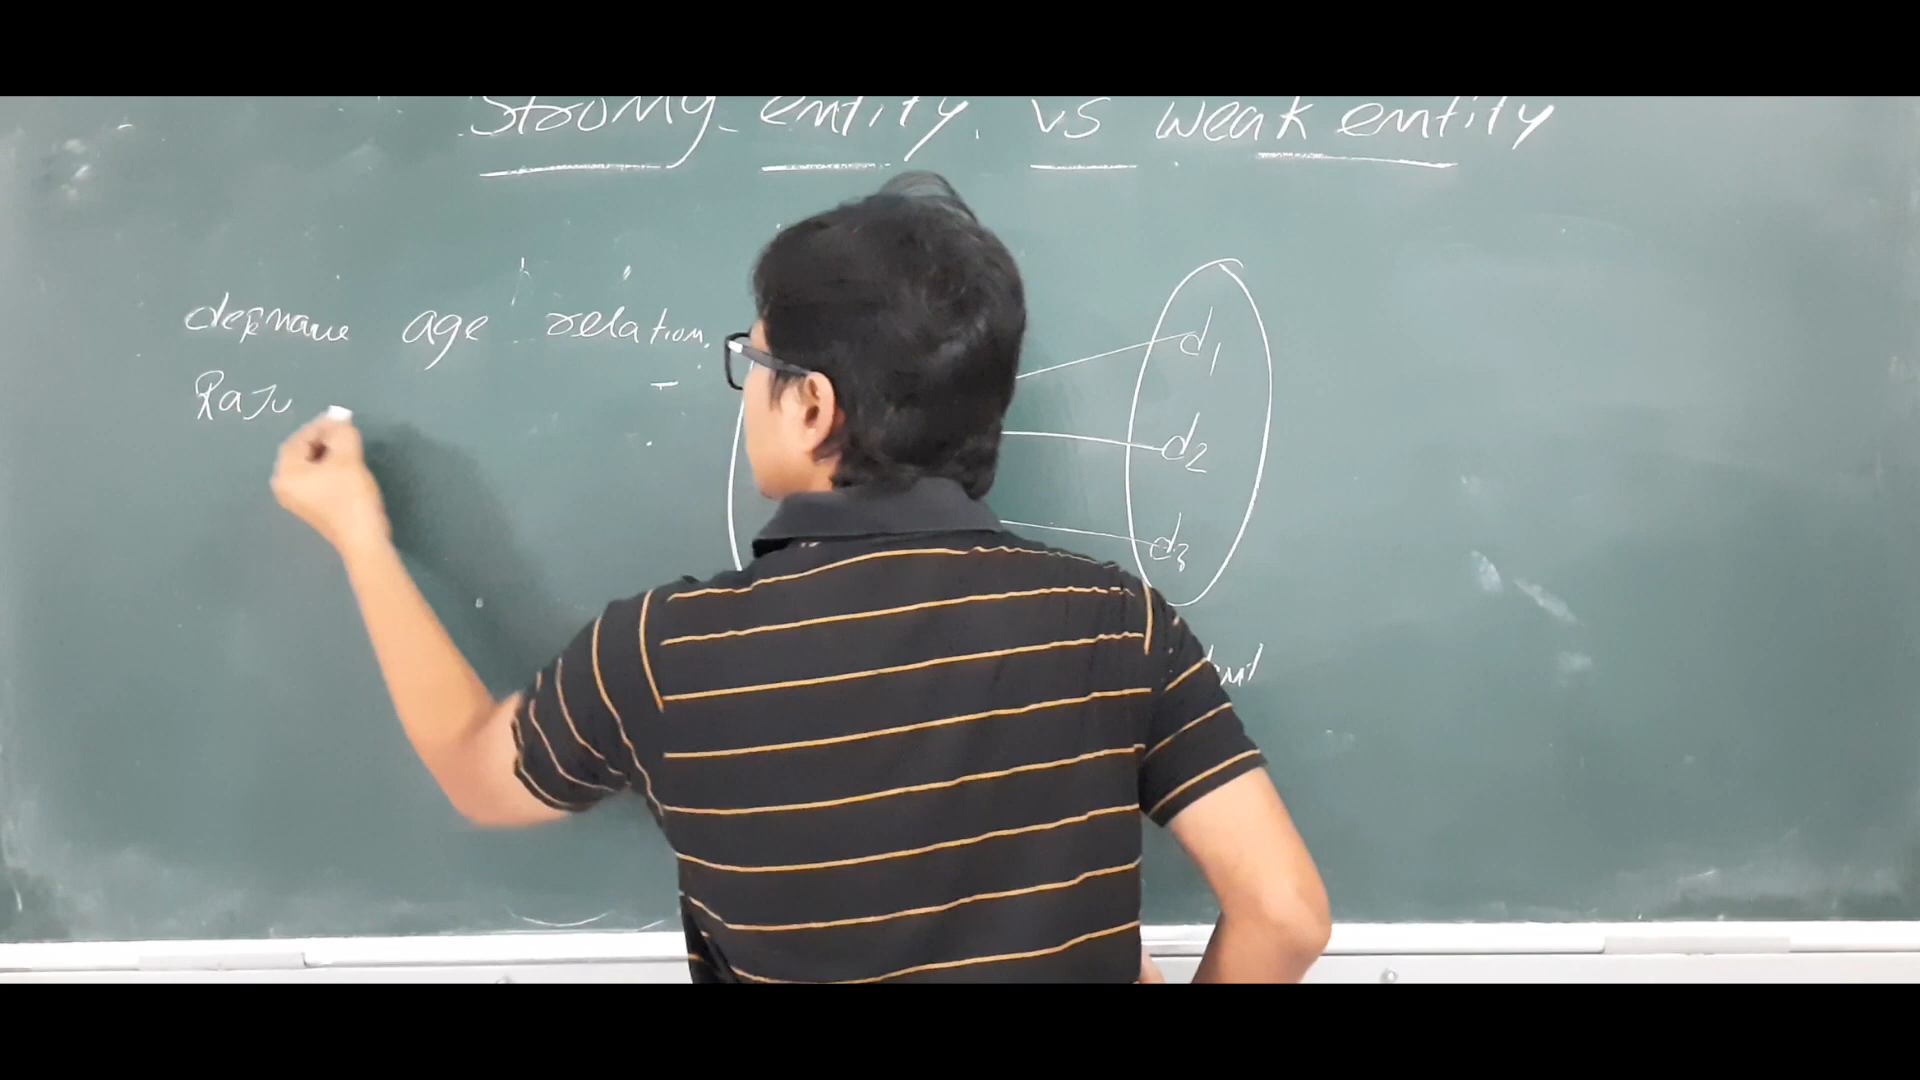 Strong entity vs weak entity
depname age relation
Raju
d1
d2
d3